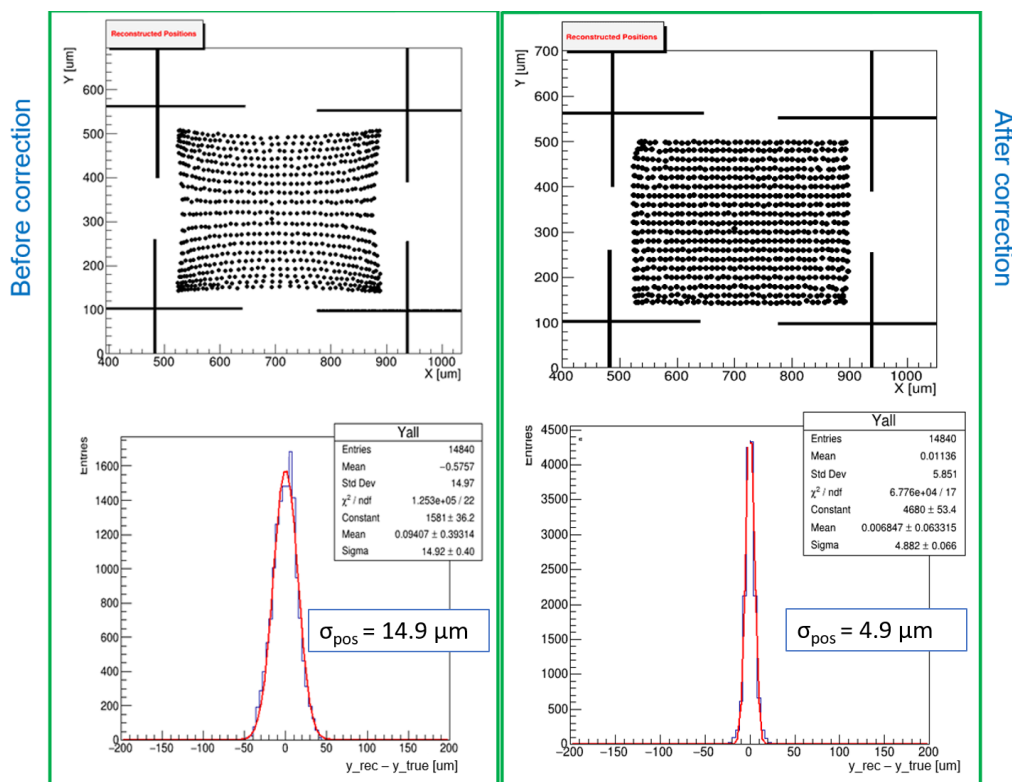 Before correction
Reconstructed Positions
Y [um]
600
500
400
300
200
100
0
400 500 600 700 800 900 1000
X [um]
Reconstructed Positions
Y [um]
700
600
500
400
300
200
100
0
400 500 600 700 800 900 1000
X [um]
After correction
Entries
1600
1400
1200
1000
800
600
400
200
0
−200 −150 −100 −50 0 50 100 150 200
y_rec − y_true [um]
Yall
Entries 14840
Mean −0.5757
Std Dev 14.97
χ² / ndf 1.253e+05 / 22
Constant 1581 ± 36.2
Mean 0.09407 ± 0.39314
Sigma 14.92 ± 0.40
σpos = 14.9 µm
Entries
4500
4000
3500
3000
2500
2000
1500
1000
500
0
−200 −150 −100 −50 0 50 100 150 200
y_rec − y_true [um]
Yall
Entries 14840
Mean 0.01136
Std Dev 5.851
χ² / ndf 6.776e+04 / 17
Constant 4680 ± 53.4
Mean 0.006847 ± 0.063315
Sigma 4.882 ± 0.066
σpos = 4.9 µm